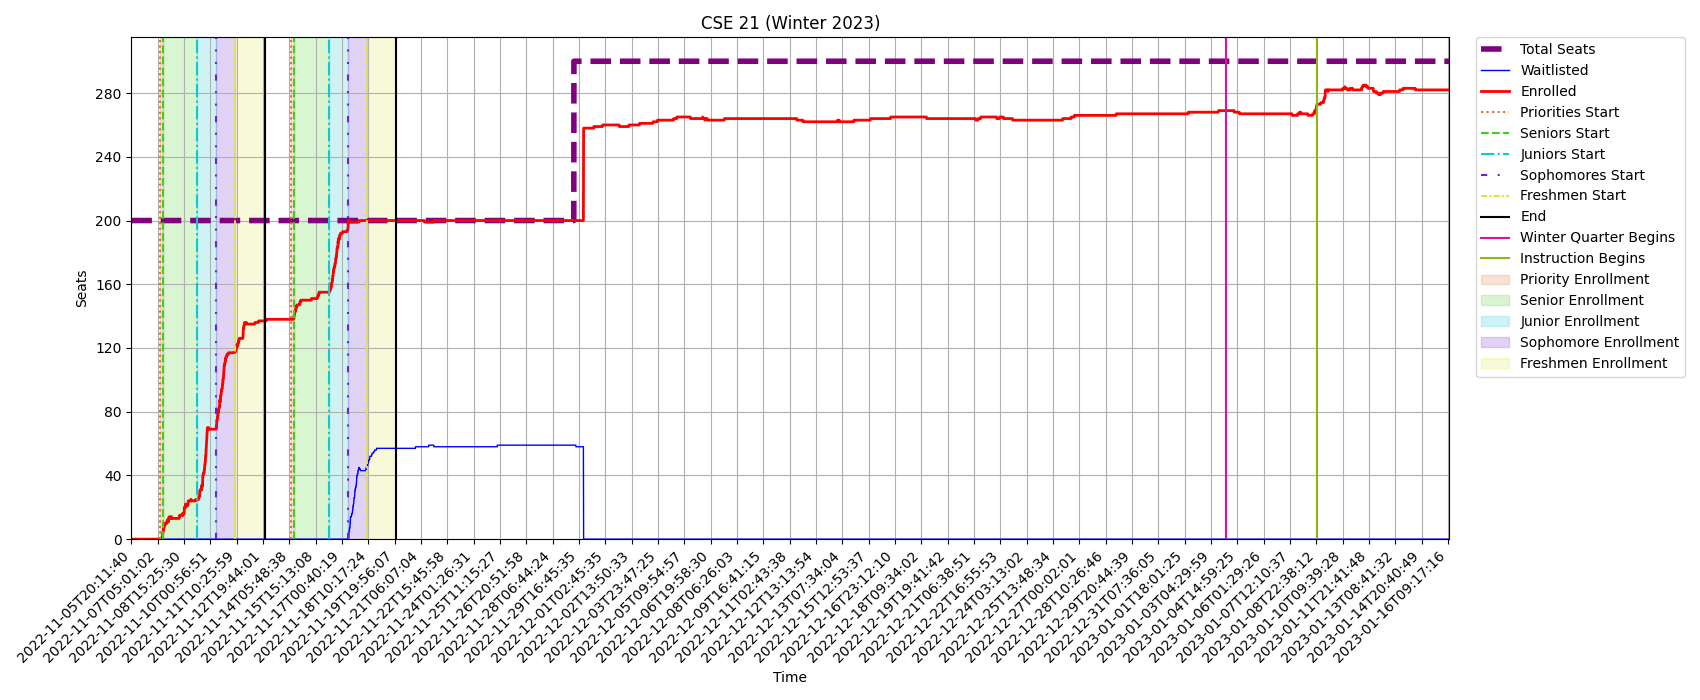 CSE 21 (Winter 2023)
Seats
280
240
200
160
120
80
40
0
2022-11-05T20:11:40
2022-11-07T05:01:02
2022-11-08T15:25:30
2022-11-10T00:56:51
2022-11-11T10:25:59
2022-11-12T19:44:01
2022-11-14T05:48:38
2022-11-15T15:13:08
2022-11-17T00:40:19
2022-11-18T10:17:24
2022-11-19T19:56:07
2022-11-21T06:07:04
2022-11-22T15:45:58
2022-11-24T01:26:31
2022-11-25T11:15:27
2022-11-26T20:51:58
2022-11-28T06:44:24
2022-11-29T16:45:35
2022-12-01T02:45:35
2022-12-02T13:50:33
2022-12-03T23:47:25
2022-12-05T09:54:57
2022-12-06T19:58:30
2022-12-08T06:26:03
2022-12-09T16:41:15
2022-12-11T02:43:38
2022-12-12T13:13:54
2022-12-13T07:34:04
2022-12-15T12:53:37
2022-12-16T23:12:10
2022-12-18T09:34:02
2022-12-19T19:41:42
2022-12-21T06:38:51
2022-12-22T16:55:53
2022-12-24T03:13:02
2022-12-25T13:48:34
2022-12-27T00:02:01
2022-12-28T10:26:46
2022-12-29T20:44:39
2022-12-31T07:36:05
2023-01-01T18:01:25
2023-01-03T04:29:59
2023-01-04T14:59:25
2023-01-06T01:29:26
2023-01-07T12:10:37
2023-01-08T22:38:12
2023-01-10T09:39:28
2023-01-11T21:41:48
2023-01-13T08:41:32
2023-01-14T20:40:49
2023-01-16T09:17:16
Time
Total Seats
Waitlisted
Enrolled
Priorities Start
Seniors Start
Juniors Start
Sophomores Start
Freshmen Start
End
Winter Quarter Begins
Instruction Begins
Priority Enrollment
Senior Enrollment
Junior Enrollment
Sophomore Enrollment
Freshmen Enrollment